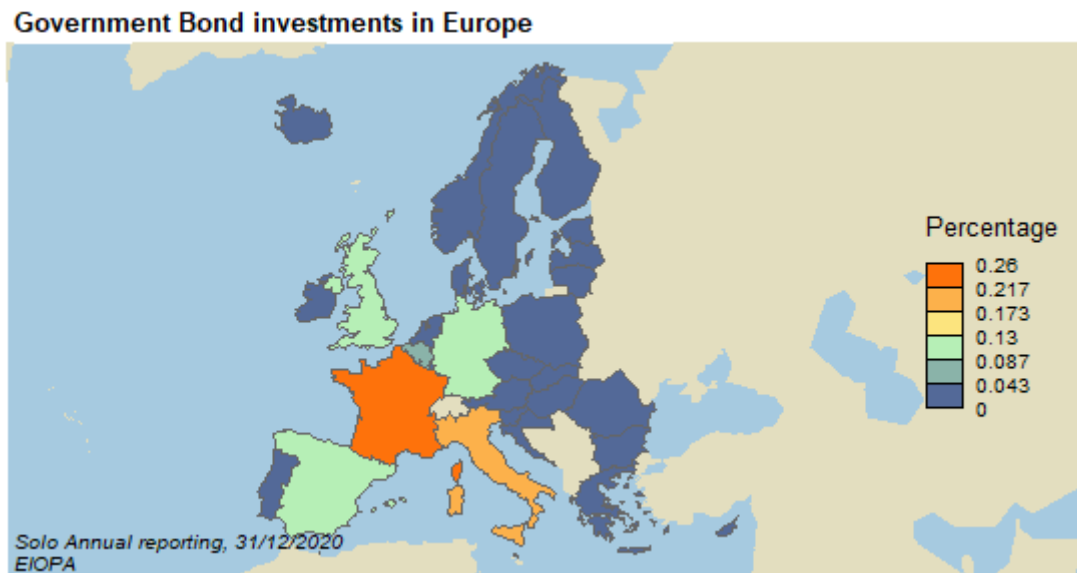 Government Bond investments in Europe
Percentage
0.26
0.217
0.173
0.13
0.087
0.043
0
Solo Annual reporting, 31/12/2020
EIOPA